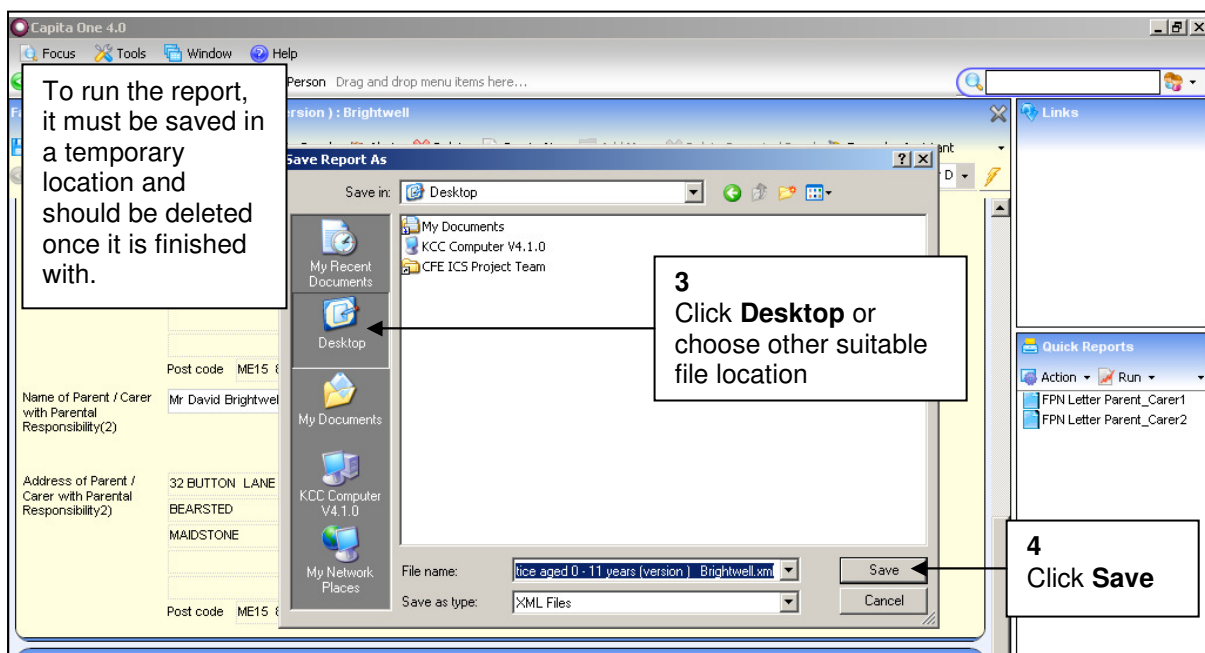 Capita One 4.0
Focus Tools Window Help
Person Drag and drop menu items here...
To run the report,
it must be saved in
a temporary
location and
should be deleted
once it is finished
with.
rsion ) : Brightwell
Links
Save Report As
Save in: Desktop
My Documents
KCC Computer V4.1.0
CFE ICS Project Team
My Recent
Documents
Desktop
My Documents
KCC Computer
V4.1.0
My Network
Places
3
Click Desktop or
choose other suitable
file location
Quick Reports
Action Run
FPN Letter Parent_Carer1
FPN Letter Parent_Carer2
Post code ME15 8
Name of Parent / Carer
with Parental
Responsibility(2)
Mr David Brightwel
Address of Parent /
Carer with Parental
Responsibility2)
32 BUTTON LANE
BEARSTED
MAIDSTONE
Post code ME15 8
File name: tice aged 0 - 11 years (version ) Brightwell.xml
Save
Save as type: XML Files
Cancel
4
Click Save